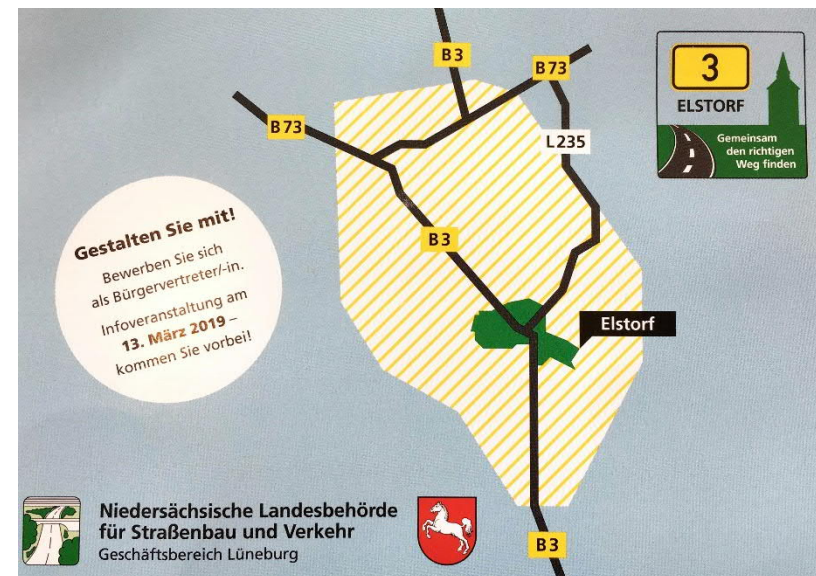 B3
B73
B73
L235
B3
Elstorf
B3
3
ELSTORF
Gemeinsam
den richtigen
Weg finden
Gestalten Sie mit!
Bewerben Sie sich
als Bürgervertreter/-in.
Infoveranstaltung am
13. März 2019 –
kommen Sie vorbei!
Niedersächsische Landesbehörde
für Straßenbau und Verkehr
Geschäftsbereich Lüneburg